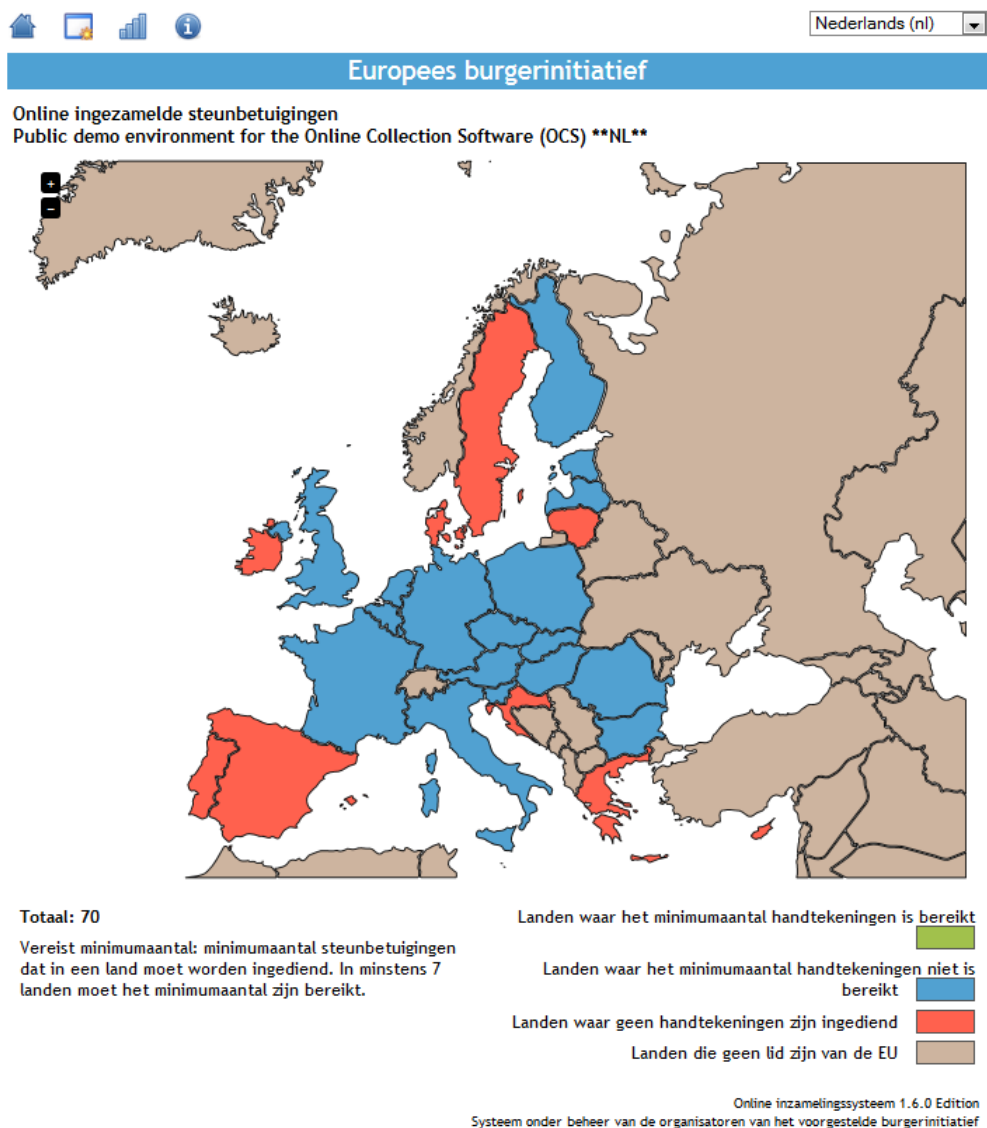 Nederlands (nl)
Europees burgerinitiatief
Online ingezamelde steunbetuigingen
Public demo environment for the Online Collection Software (OCS) **NL**
+
−
Totaal: 70
Vereist minimumaantal: minimumaantal steunbetuigingen
dat in een land moet worden ingediend. In minstens 7
landen moet het minimumaantal zijn bereikt.
Landen waar het minimumaantal handtekeningen is bereikt
Landen waar het minimumaantal handtekeningen niet is
bereikt
Landen waar geen handtekeningen zijn ingediend
Landen die geen lid zijn van de EU
Online inzamelingssysteem 1.6.0 Edition
Systeem onder beheer van de organisatoren van het voorgestelde burgerinitiatief